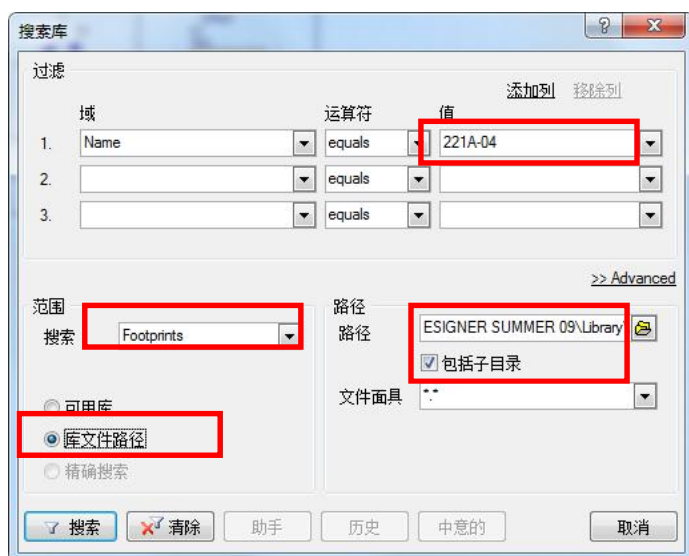 搜索库
过滤
添加列 移除列
域 运算符 值
1. Name equals 221A-04
2. equals
3. equals
>> Advanced
范围 路径
搜索 Footprints 路径 ESIGNER SUMMER 09\Library\
包括子目录
可用库 文件面具 *.*
库文件路径
精确搜索
搜索 清除 助手 历史 中意的 取消